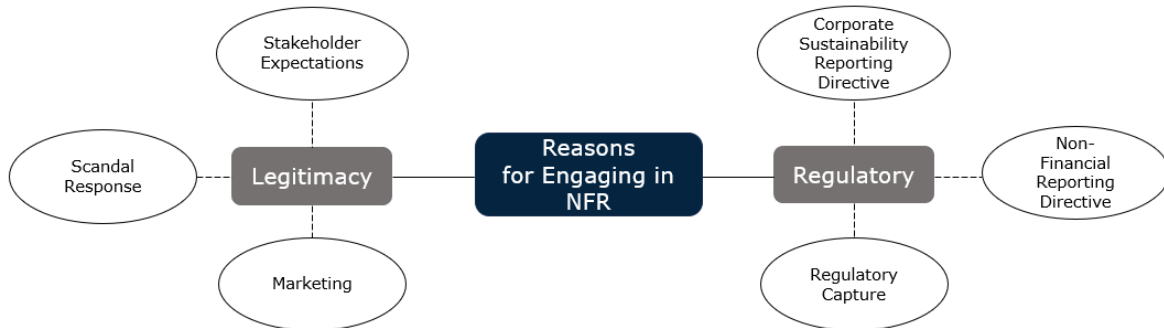 Stakeholder
Expectations
Scandal
Response
Legitimacy
Marketing
Reasons
for Engaging in
NFR
Corporate
Sustainability
Reporting
Directive
Regulatory
Non-
Financial
Reporting
Directive
Regulatory
Capture